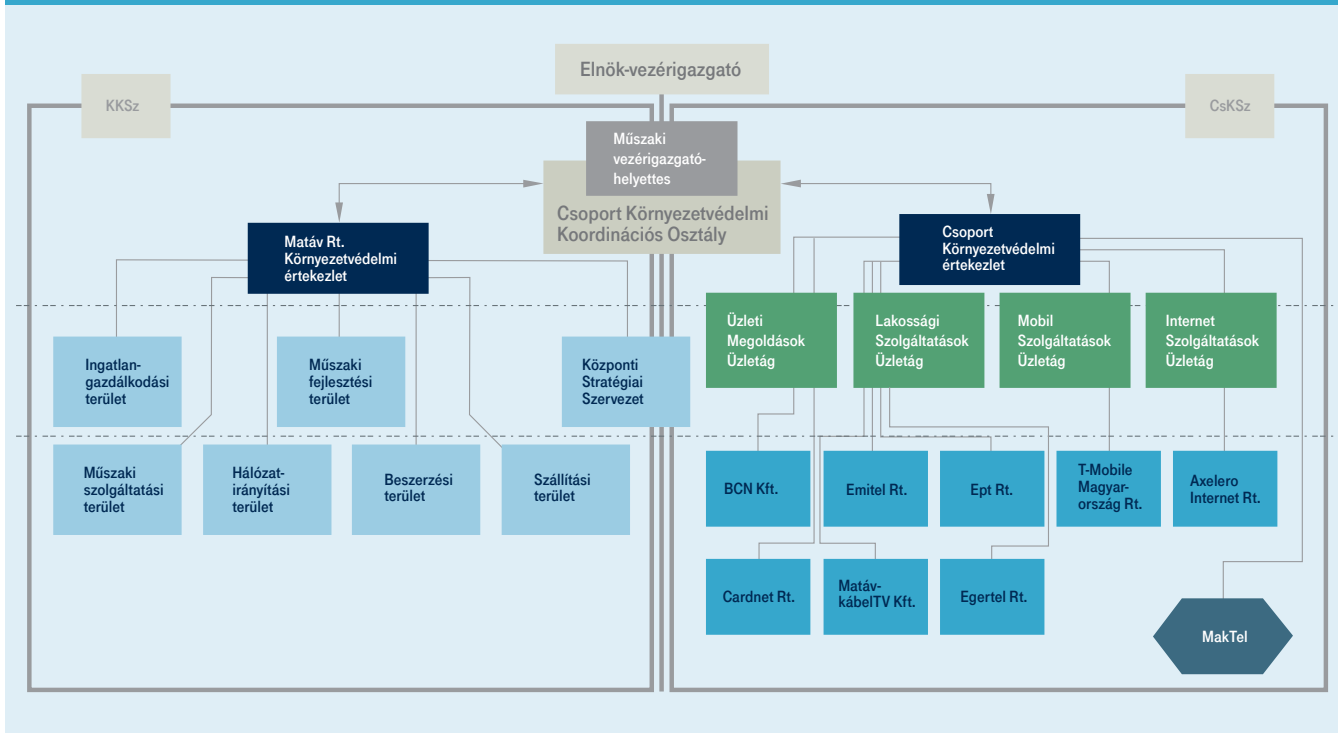 Elnök-vezérigazgató
KKSz
CsKSz
Műszaki
vezérigazgató-
helyettes
Csoport Környezetvédelmi
Koordinációs Osztály
Matáv Rt.
Környezetvédelmi
értekezlet
Csoport
Környezetvédelmi
értekezlet
Ingatlan-
gazdálkodási
terület
Műszaki
fejlesztési
terület
Központi
Stratégiai
Szervezet
Műszaki
szolgáltatási
terület
Hálózat-
irányítási
terület
Beszerzési
terület
Szállítási
terület
Üzleti
Megoldások
Üzletág
Lakossági
Szolgáltatások
Üzletág
Mobil
Szolgáltatások
Üzletág
Internet
Szolgáltatások
Üzletág
BCN Kft.
Emitel Rt.
Ept Rt.
T-Mobile
Magyar-
ország Rt.
Axelero
Internet Rt.
Cardnet Rt.
Matáv-
kábelTV Kft.
Egertel Rt.
MakTel